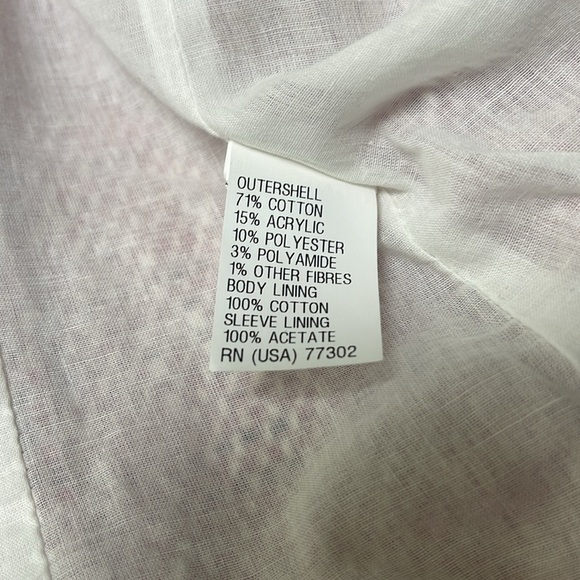 OUTERSHELL
71% COTTON
15% ACRYLIC
10% POLYESTER
3% POLYAMIDE
1% OTHER FIBRES
BODY LINING
100% COTTON
SLEEVE LINING
100% ACETATE
RN (USA) 77302